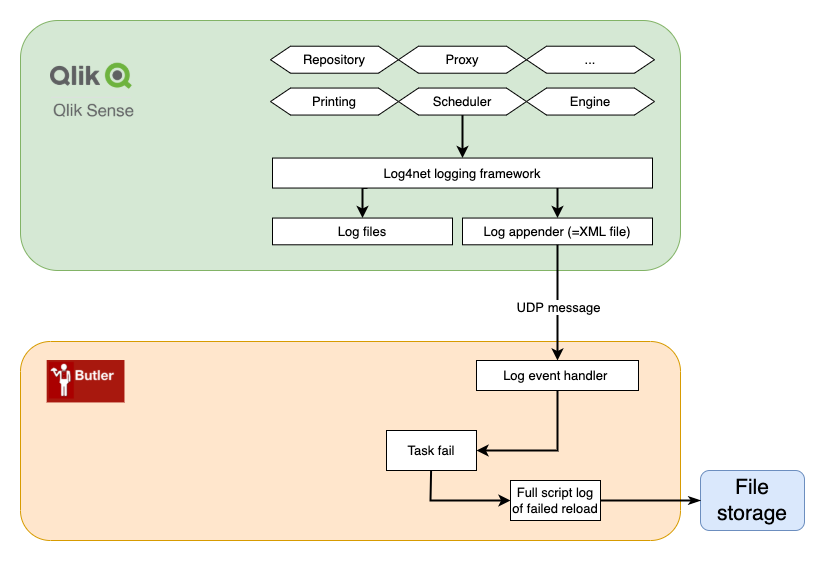 Repository
Proxy
...
Qlik
Qlik Sense
Printing
Scheduler
Engine
Log4net logging framework
Log files
Log appender (=XML file)
UDP message
Butler
Log event handler
Task fail
Full script log
of failed reload
File
storage